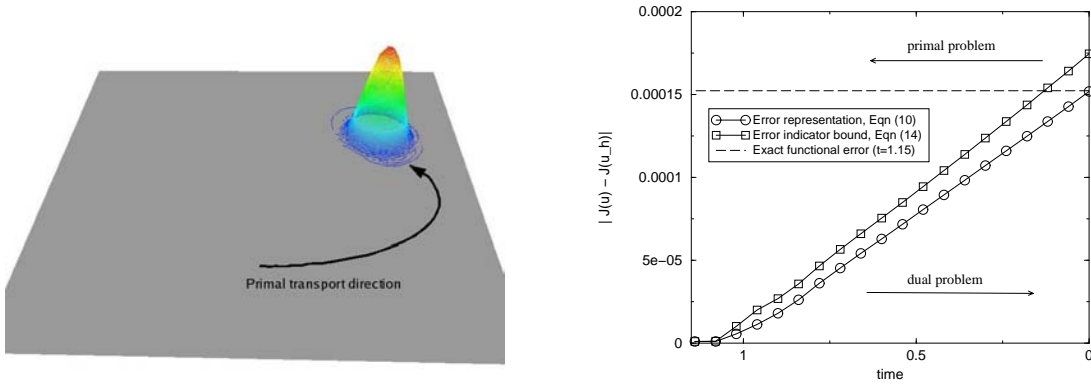 Primal transport direction
0.0002
0.00015
0.0001
5e−05
0
| J(u) − J(u_h)|
primal problem
Error representation, Eqn (10)
Error indicator bound, Eqn (14)
Exact functional error (t=1.15)
dual problem
1
0.5
0
time